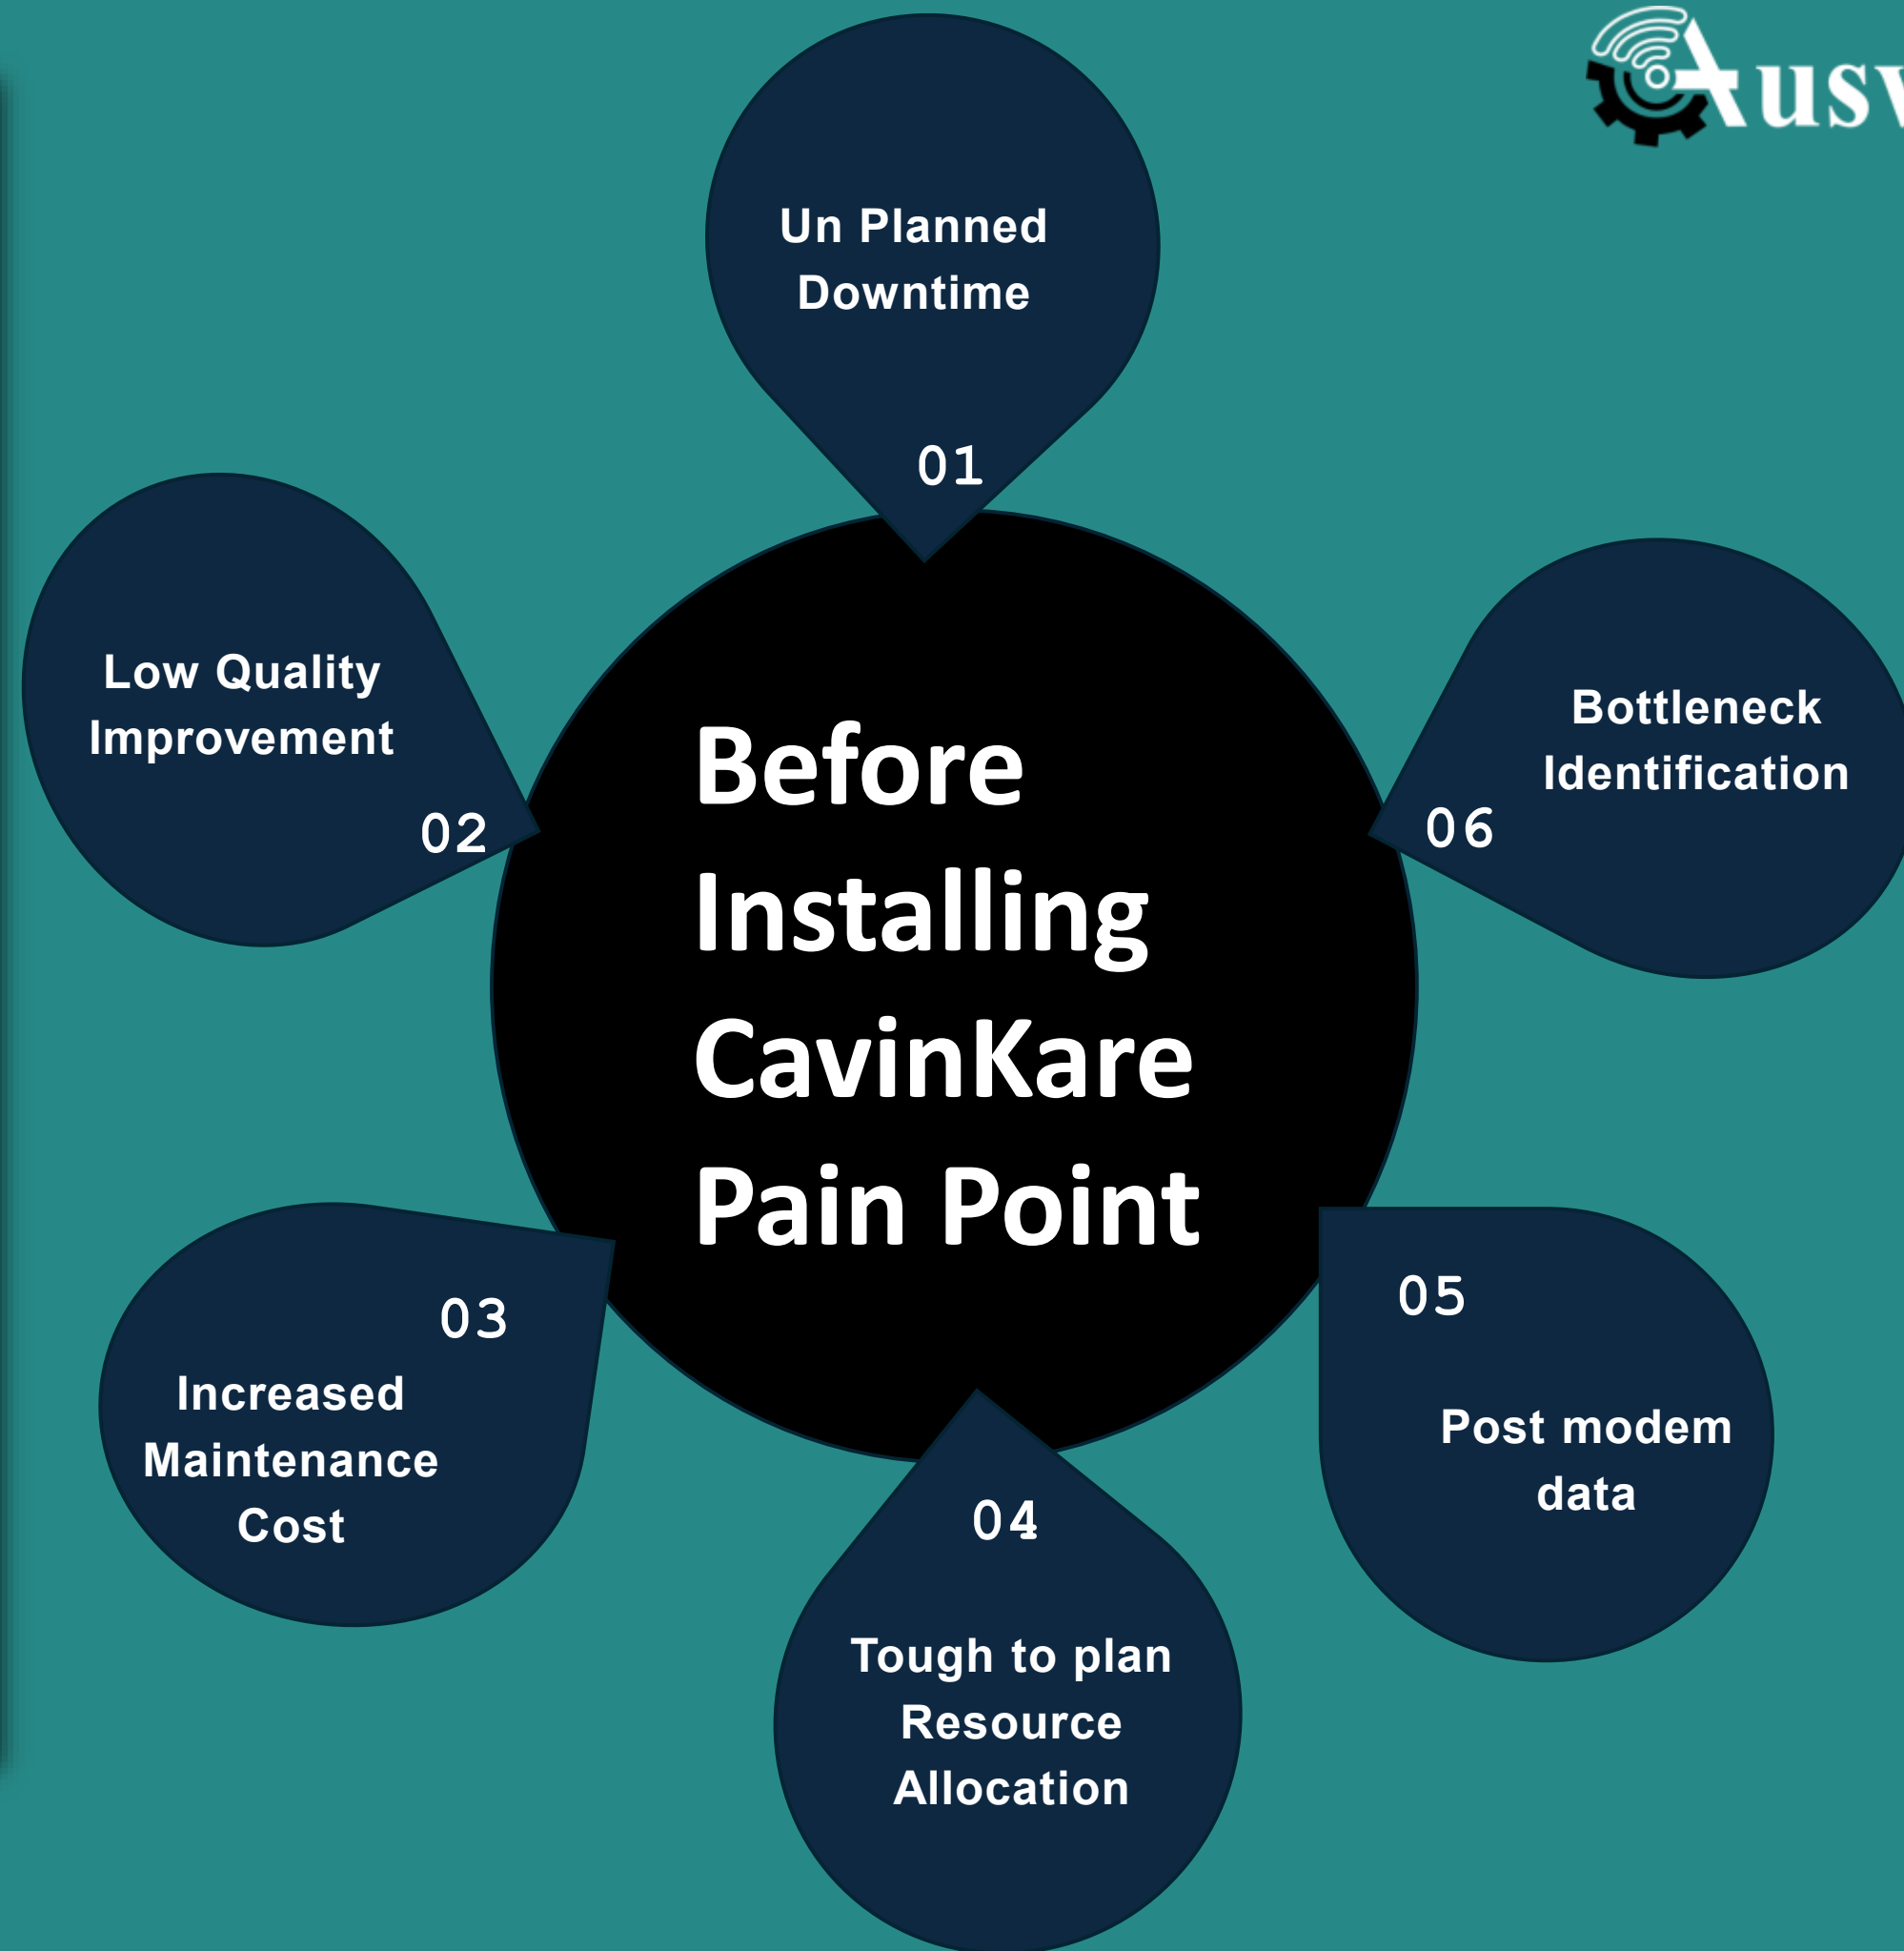 Un Planned
Downtime
01
Low Quality
Improvement
02
Increased
Maintenance
Cost
03
Tough to plan
Resource
Allocation
04
Post modem
data
05
Bottleneck
Identification
06
Before
Installing
CavinKare
Pain Point